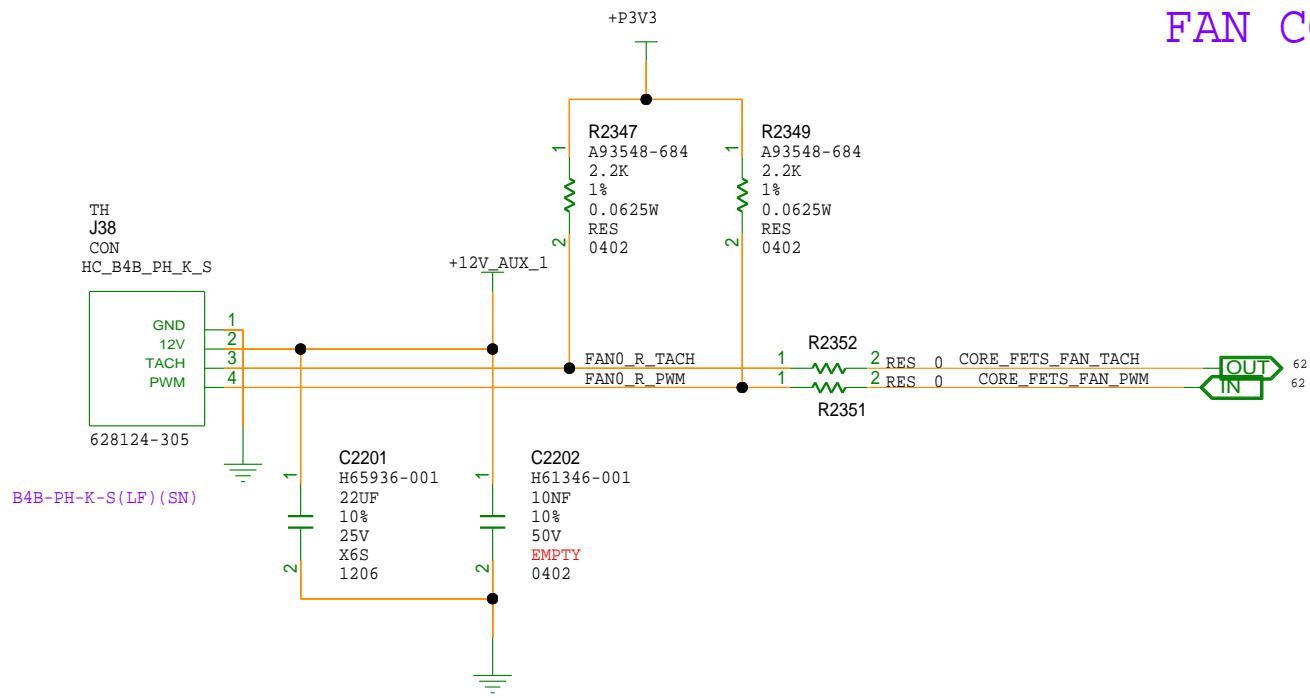 +P3V3
FAN C
R2347
A93548-684
2.2K
1%
0.0625W
RES
0402
1
2
R2349
A93548-684
2.2K
1%
0.0625W
RES
0402
1
2
TH
J38
CON
HC_B4B_PH_K_S
+12V_AUX_1
GND 1
12V 2
TACH 3
PWM 4
628124-305
B4B-PH-K-S(LF)(SN)
FAN0_R_TACH
FAN0_R_PWM
R2352
1 2 RES 0 CORE_FETS_FAN_TACH
OUT 62
1 2 RES 0 CORE_FETS_FAN_PWM
IN 62
R2351
C2201
H65936-001
22UF
10%
25V
X6S
1206
1
2
C2202
H61346-001
10NF
10%
50V
EMPTY
0402
1
2